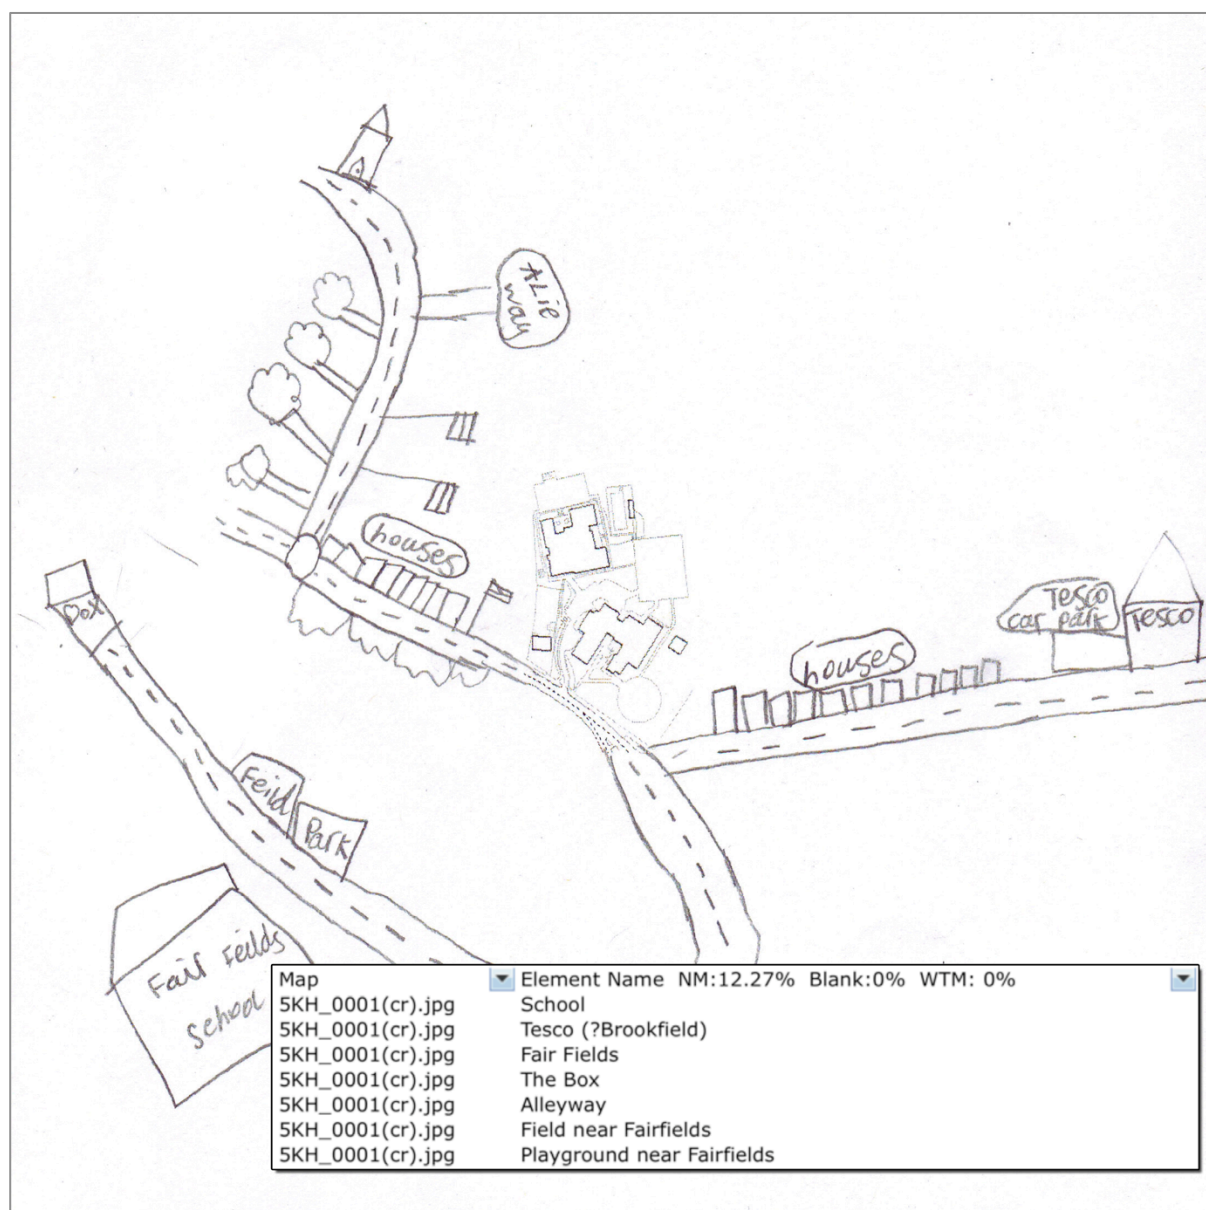 ALie
way
houses
BoX
Tesco
car park
Tesco
houses
Feild
Park
Fair Feilds
school
Map Element Name NM:12.27% Blank:0% WTM: 0%
5KH_0001(cr).jpg School
5KH_0001(cr).jpg Tesco (?Brookfield)
5KH_0001(cr).jpg Fair Fields
5KH_0001(cr).jpg The Box
5KH_0001(cr).jpg Alleyway
5KH_0001(cr).jpg Field near Fairfields
5KH_0001(cr).jpg Playground near Fairfields